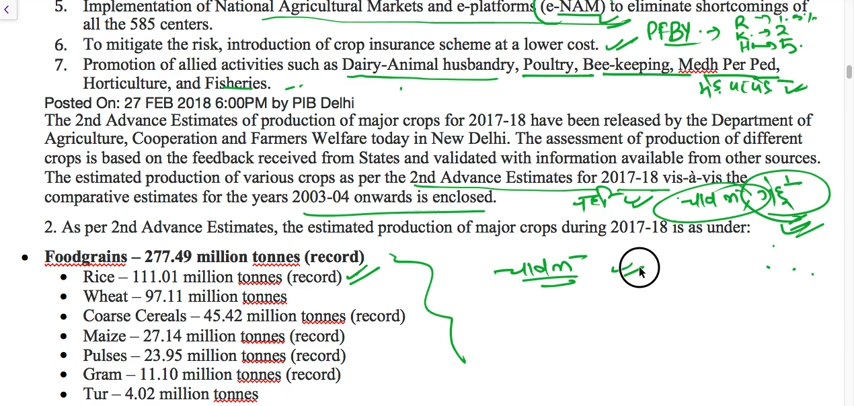 5. Implementation of National Agricultural Markets and e-platforms (e-NAM) to eliminate shortcomings of
all the 585 centers.
6. To mitigate the risk, introduction of crop insurance scheme at a lower cost.
PFBY
7. Promotion of allied activities such as Dairy-Animal husbandry, Poultry, Bee-keeping, Medh Per Ped,
Horticulture, and Fisheries.
Posted On: 27 FEB 2018 6:00PM by PIB Delhi
The 2nd Advance Estimates of production of major crops for 2017-18 have been released by the Department of
Agriculture, Cooperation and Farmers Welfare today in New Delhi. The assessment of production of different
crops is based on the feedback received from States and validated with information available from other sources.
The estimated production of various crops as per the 2nd Advance Estimates for 2017-18 vis-à-vis the
comparative estimates for the years 2003-04 onwards is enclosed.
2. As per 2nd Advance Estimates, the estimated production of major crops during 2017-18 is as under:
• Foodgrains – 277.49 million tonnes (record)
• Rice – 111.01 million tonnes (record)
• Wheat – 97.11 million tonnes
• Coarse Cereals – 45.42 million tonnes (record)
• Maize – 27.14 million tonnes (record)
• Pulses – 23.95 million tonnes (record)
• Gram – 11.10 million tonnes (record)
• Tur – 4.02 million tonnes